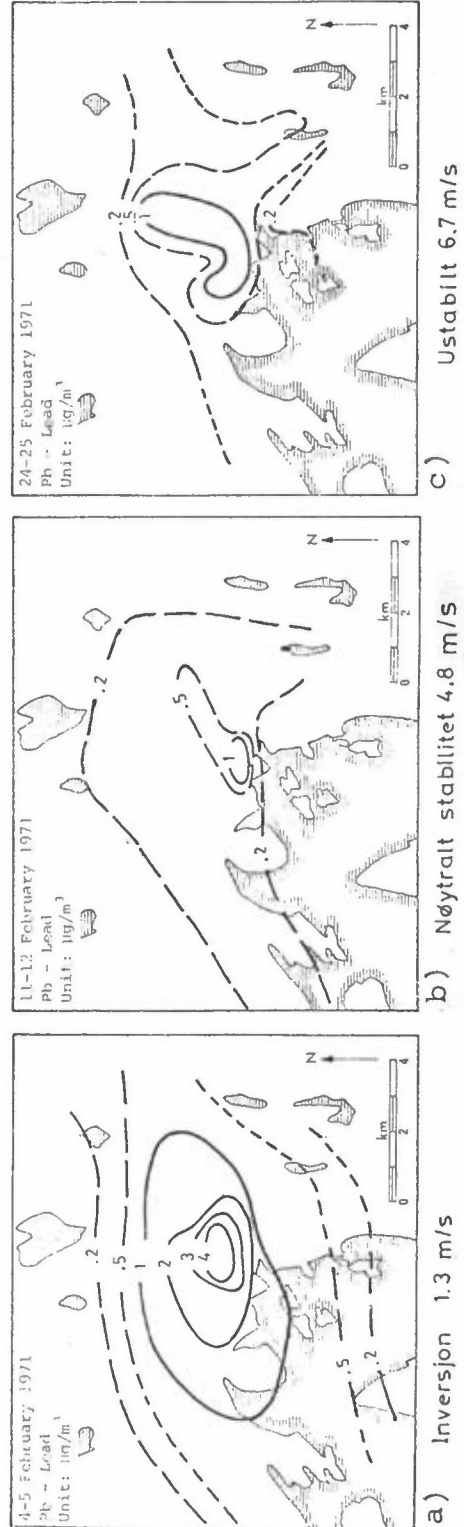 4-5 February 1971
Pb - Lead
Unit: µg/m³
.2
.5
1
2
3
4
.5
.2
N
km
0 2 4
a) Inversjon 1.3 m/s
11-12 February 1971
Pb - Lead
Unit: µg/m³
.2
.5
1
.2
N
km
0 2 4
b) Nøytralt stabilitet 4.8 m/s
24-25 February 1971
Pb - Lead
Unit: µg/m³
.2
.5
1
.2
N
km
0 2 4
c) Ustabilt 6.7 m/s